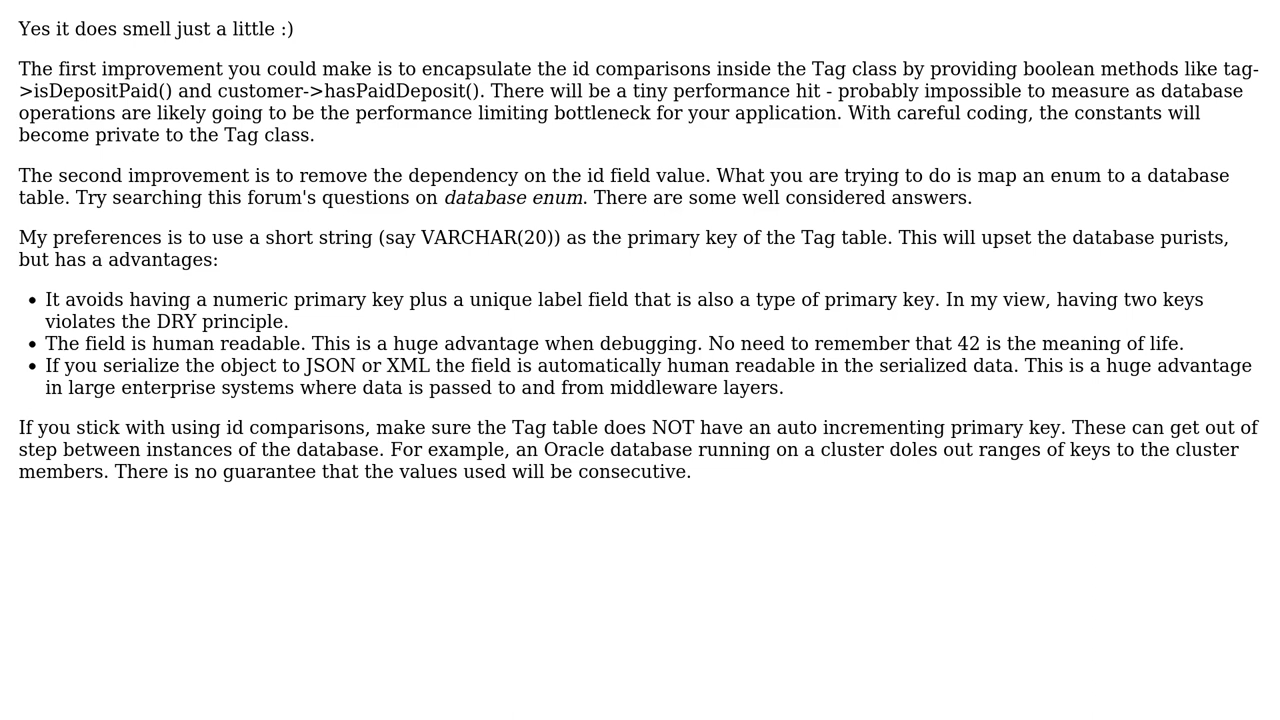 Yes it does smell just a little :)
The first improvement you could make is to encapsulate the id comparisons inside the Tag class by providing boolean methods like tag-
>isDepositPaid() and customer->hasPaidDeposit(). There will be a tiny performance hit - probably impossible to measure as database
operations are likely going to be the performance limiting bottleneck for your application. With careful coding, the constants will
become private to the Tag class.
The second improvement is to remove the dependency on the id field value. What you are trying to do is map an enum to a database
table. Try searching this forum's questions on database enum. There are some well considered answers.
My preferences is to use a short string (say VARCHAR(20)) as the primary key of the Tag table. This will upset the database purists,
but has a advantages:
• It avoids having a numeric primary key plus a unique label field that is also a type of primary key. In my view, having two keys
violates the DRY principle.
• The field is human readable. This is a huge advantage when debugging. No need to remember that 42 is the meaning of life.
• If you serialize the object to JSON or XML the field is automatically human readable in the serialized data. This is a huge advantage
in large enterprise systems where data is passed to and from middleware layers.
If you stick with using id comparisons, make sure the Tag table does NOT have an auto incrementing primary key. These can get out of
step between instances of the database. For example, an Oracle database running on a cluster doles out ranges of keys to the cluster
members. There is no guarantee that the values used will be consecutive.